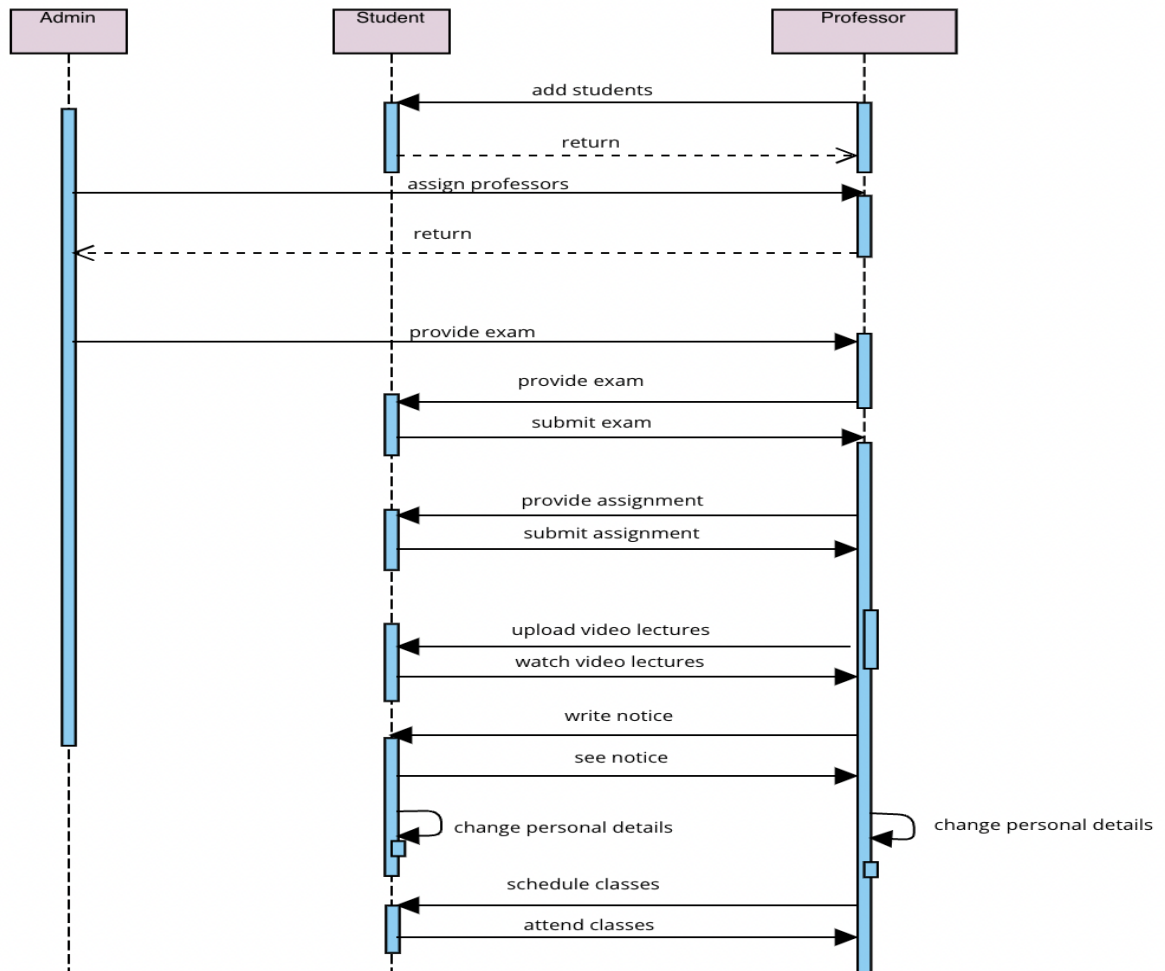 Admin
Student
Professor
add students
return
assign professors
return
provide exam
provide exam
submit exam
provide assignment
submit assignment
upload video lectures
watch video lectures
write notice
see notice
change personal details
change personal details
schedule classes
attend classes